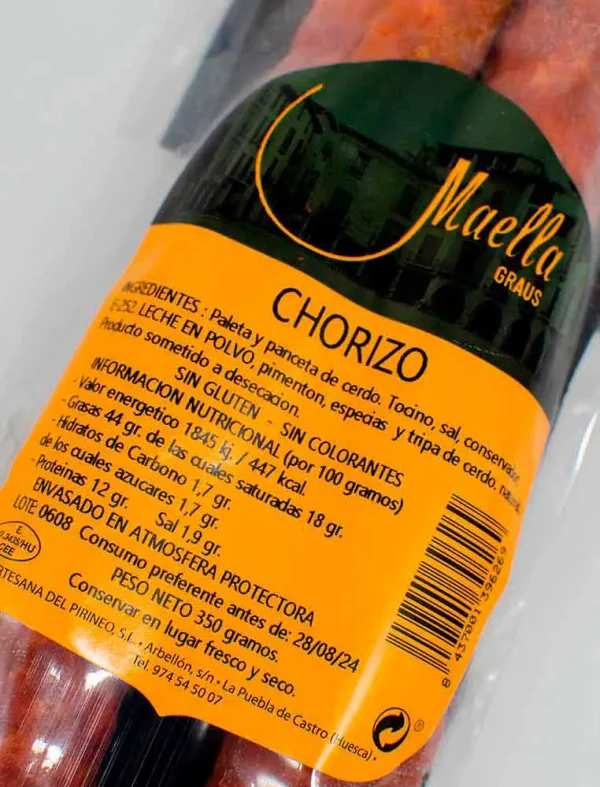 Maella
GRAUS
CHORIZO
INGREDIENTES : Paleta y panceta de cerdo. Tocino, sal, conservador
E-252, LECHE EN POLVO, pimenton, especias y tripa de cerdo. natural
Producto sometido a desecacion.
SIN GLUTEN - SIN COLORANTES
INFORMACION NUTRICIONAL (por 100 gramos)
- Valor energetico 1845 kj. / 447 kcal.
- Grasas 44 gr. de las cuales saturadas 18 gr.
- Hidratos de Carbono 1,7 gr.
de los cuales azucares 1,7 gr.
- Proteinas 12 gr. Sal 1,9 gr.
ENVASADO EN ATMOSFERA PROTECTORA
LOTE 0608 Consumo preferente antes de: 28/08/24
PESO NETO 350 gramos.
Conservar en lugar fresco y seco.
RTESANA DEL PIRINEO, S.L. • Arbellón, s/n • La Puebla de Castro (Huesca) •
Tel. 974 54 50 07
E.
CEE
8 437001 396269
®